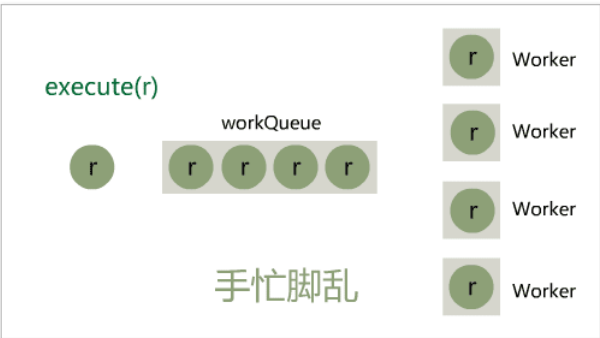 execute(r)
workQueue
r
r r r r
r Worker
r Worker
r Worker
r Worker
手忙脚乱